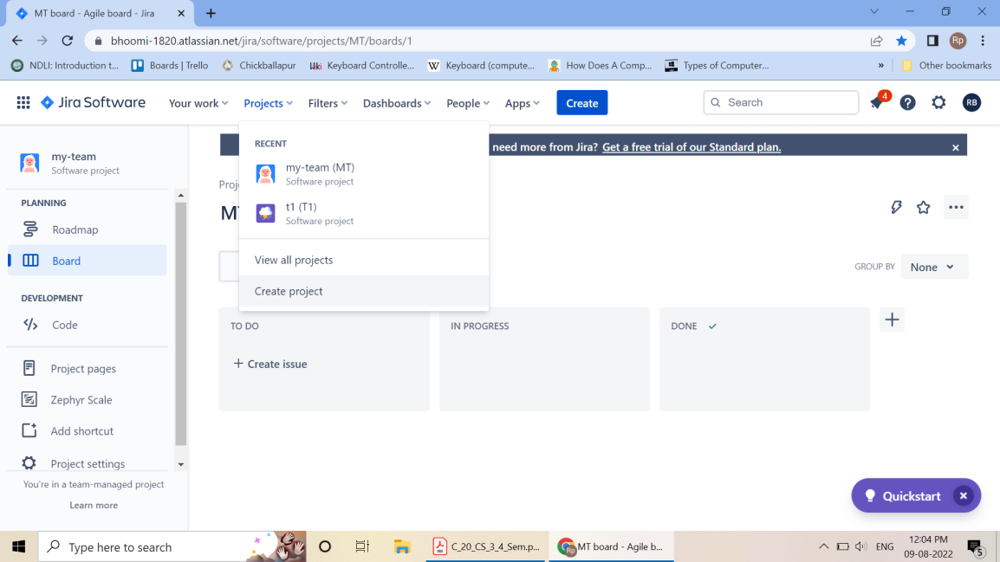 MT board - Agile board - Jira
bhoomi-1820.atlassian.net/jira/software/projects/MT/boards/1
Rp
NDLI: Introduction t...
Boards | Trello
Chickballapur
Keyboard Controlle...
W Keyboard (compute...
How Does A Comp...
Types of Computer...
»
Other bookmarks
Jira Software
Your work
Projects
Filters
Dashboards
People
Apps
Create
Search
4
RB
my-team
Software project
PLANNING
Roadmap
Board
DEVELOPMENT
Code
Project pages
Zephyr Scale
Add shortcut
Project settings
You're in a team-managed project
Learn more
RECENT
my-team (MT)
Software project
t1 (T1)
Software project
View all projects
Create project
need more from Jira? Get a free trial of our Standard plan.
Proj
MT
GROUP BY
None
TO DO
+ Create issue
IN PROGRESS
DONE
Quickstart
Type here to search
C_20_CS_3_4_Sem.p...
Rp
MT board - Agile b...
ENG
12:04 PM
09-08-2022
5